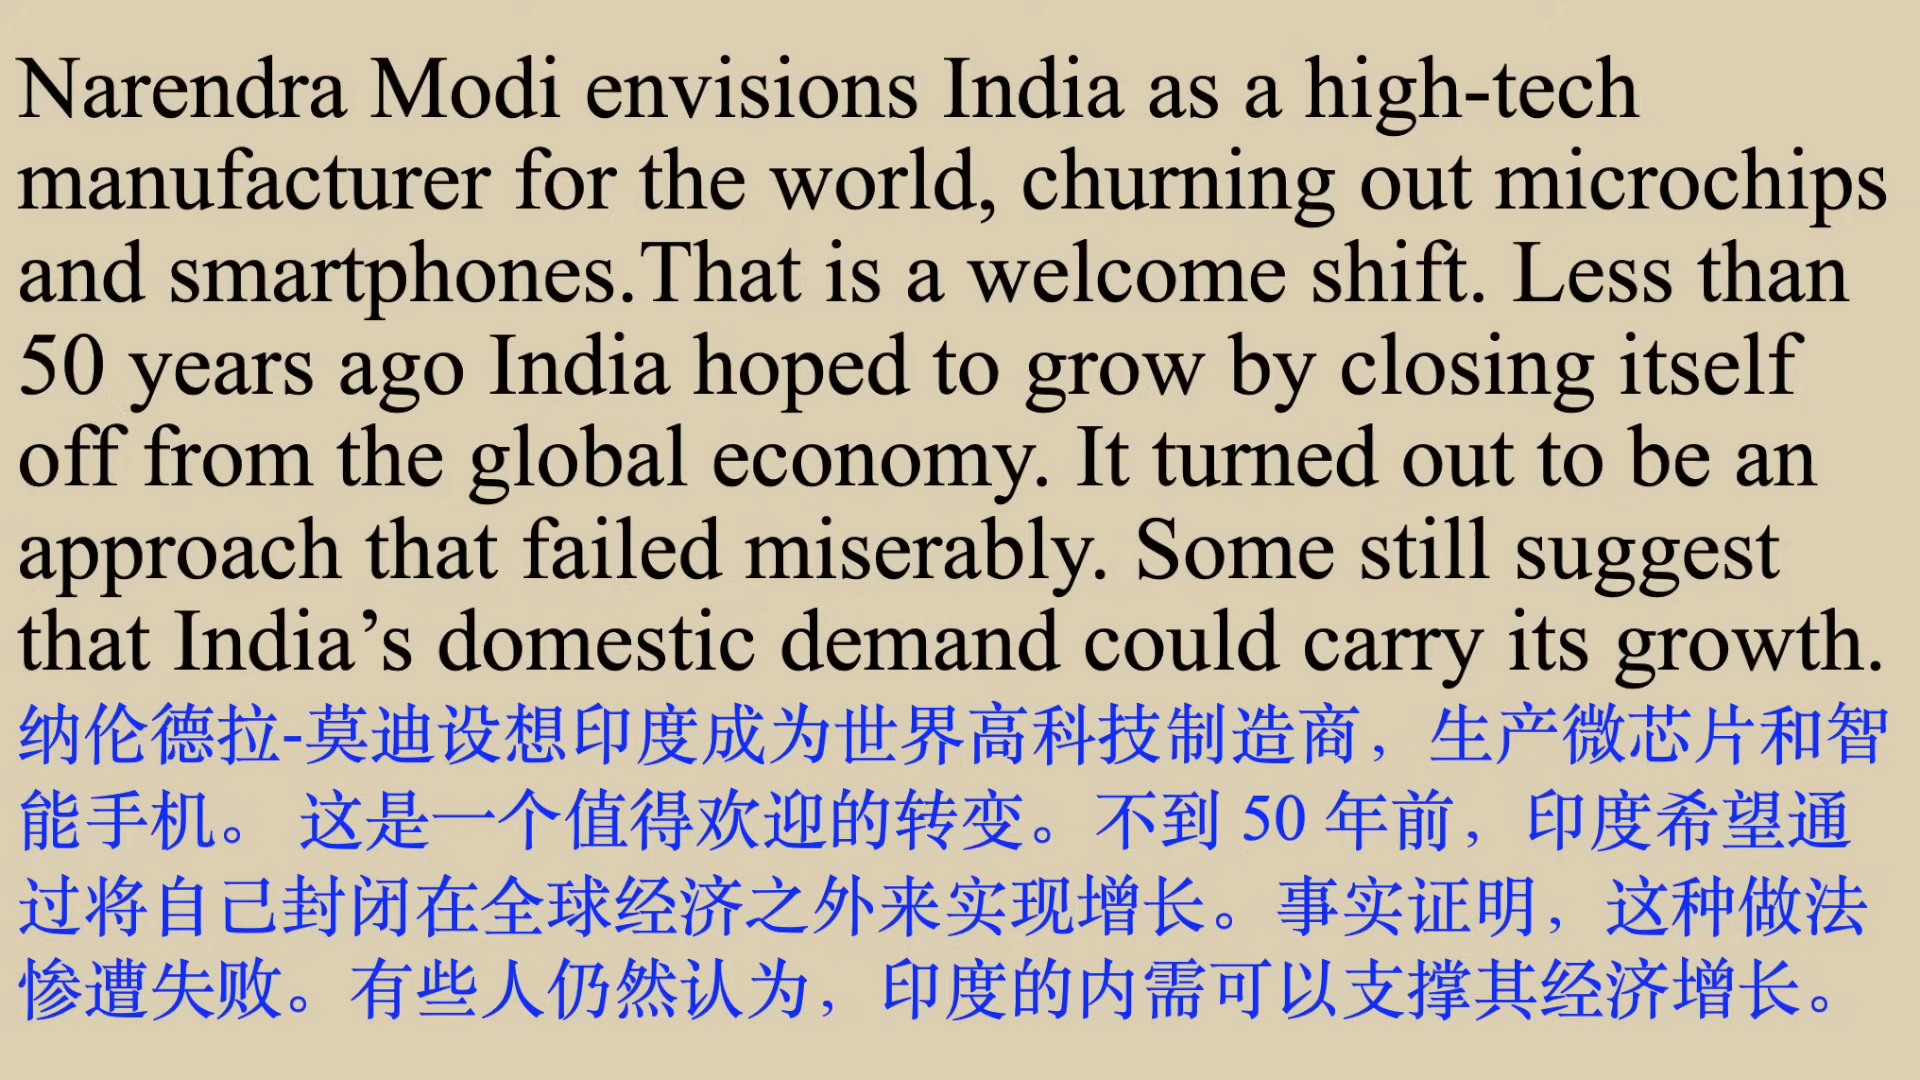 Narendra Modi envisions India as a high-tech
manufacturer for the world, churning out microchips
and smartphones.That is a welcome shift. Less than
50 years ago India hoped to grow by closing itself
off from the global economy. It turned out to be an
approach that failed miserably. Some still suggest
that India’s domestic demand could carry its growth.
纳伦德拉-莫迪设想印度成为世界高科技制造商，生产微芯片和智
能手机。 这是一个值得欢迎的转变。不到 50 年前，印度希望通
过将自己封闭在全球经济之外来实现增长。事实证明，这种做法
惨遭失败。有些人仍然认为，印度的内需可以支撑其经济增长。